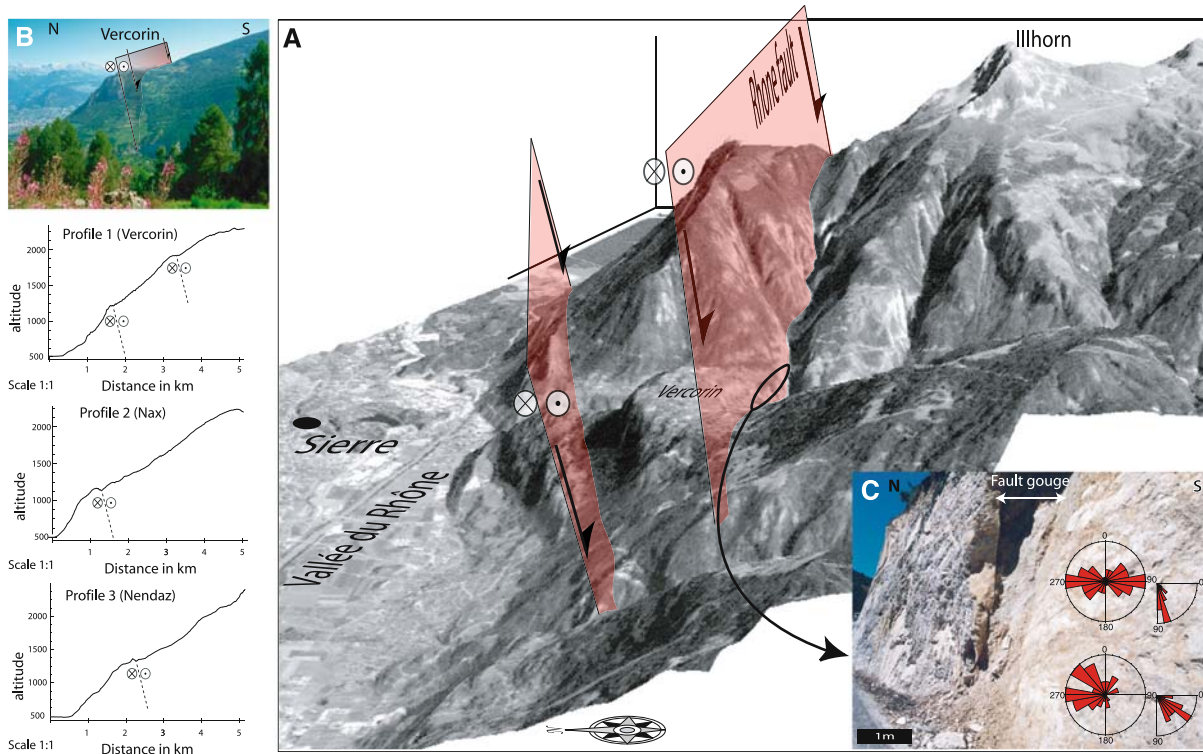 B
N
S
Vercorin
Profile 1 (Vercorin)
altitude
2000
1500
1000
500
0
1
2
3
4
5
Scale 1:1
Distance in km
Profile 2 (Nax)
altitude
2000
1500
1000
500
0
1
2
3
4
5
Scale 1:1
Distance in km
Profile 3 (Nendaz)
altitude
2000
1500
1000
500
0
1
2
3
4
5
Scale 1:1
Distance in km
A
Illhorn
Rhone fault
Vercorin
Sierre
Vallée du Rhône
C
N
Fault gouge
S
0
270
90
180
0
90
0
270
90
180
0
90
1m